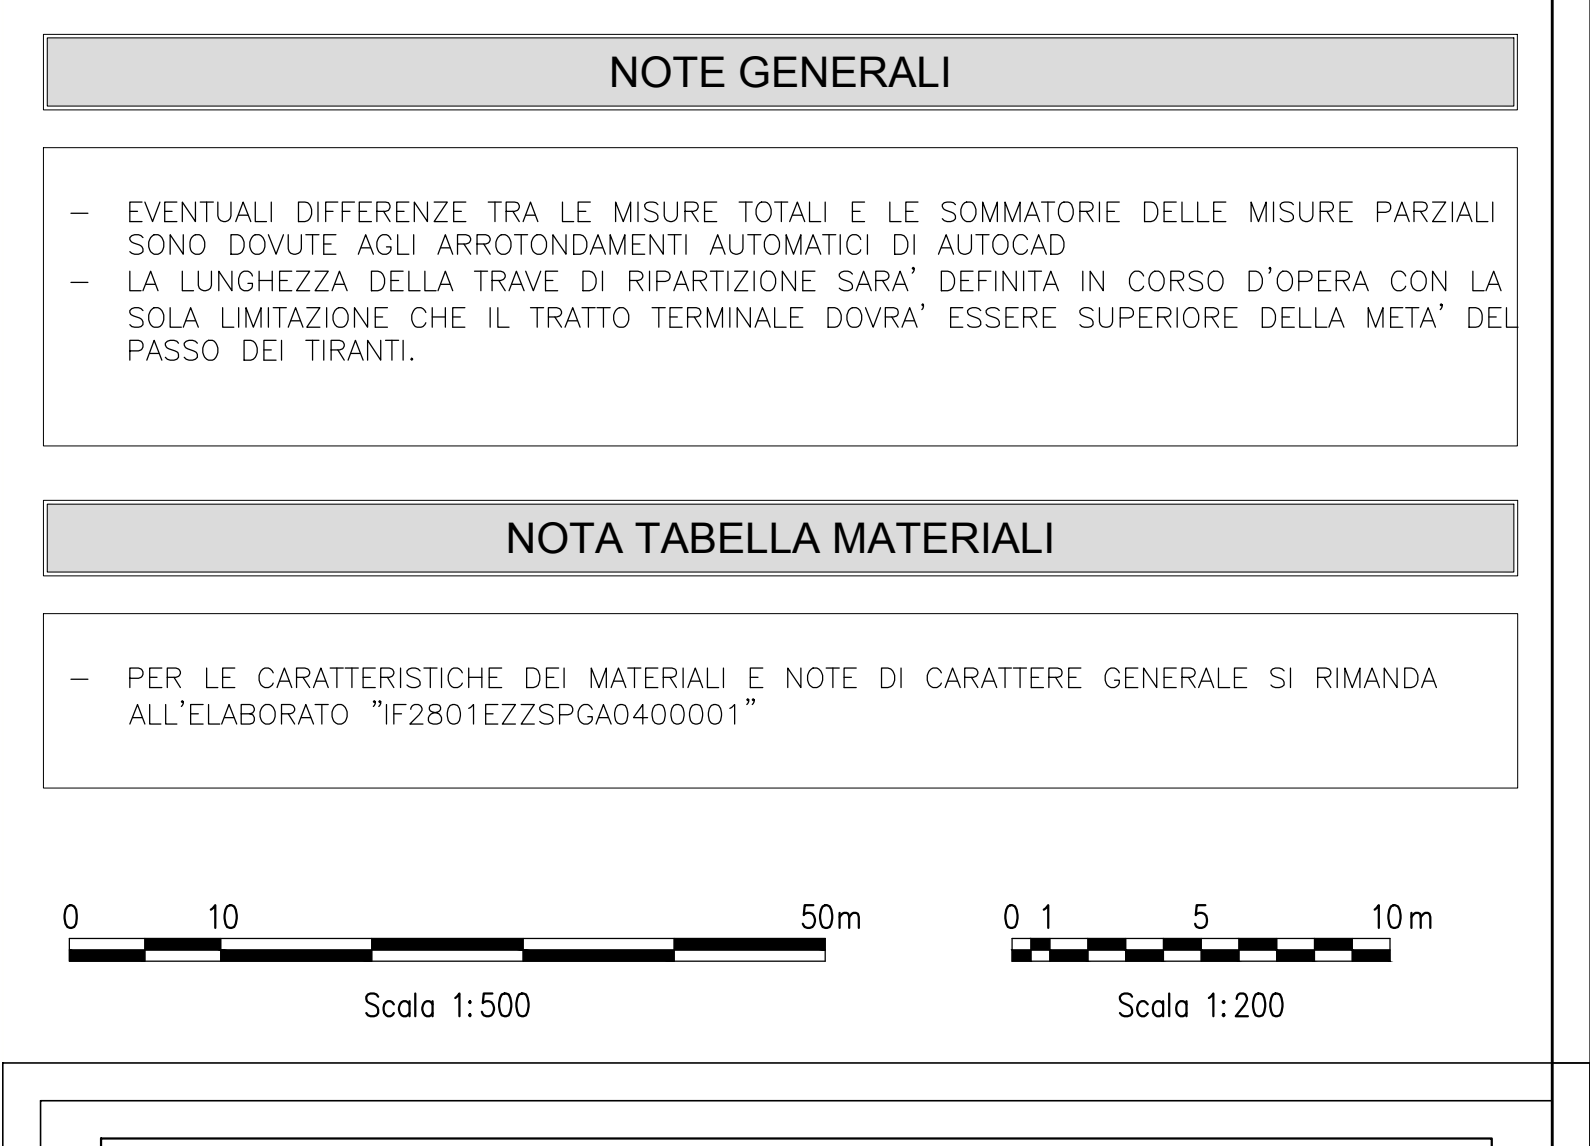 NOTE GENERALI
– EVENTUALI DIFFERENZE TRA LE MISURE TOTALI E LE SOMMATORIE DELLE MISURE PARZIALI
SONO DOVUTE AGLI ARROTONDAMENTI AUTOMATICI DI AUTOCAD
– LA LUNGHEZZA DELLA TRAVE DI RIPARTIZIONE SARA' DEFINITA IN CORSO D'OPERA CON LA
SOLA LIMITAZIONE CHE IL TRATTO TERMINALE DOVRA' ESSERE SUPERIORE DELLA META' DEL
PASSO DEI TIRANTI.
NOTA TABELLA MATERIALI
– PER LE CARATTERISTICHE DEI MATERIALI E NOTE DI CARATTERE GENERALE SI RIMANDA
ALL'ELABORATO "IF2801EZZSPGA0400001"
0 10 50m
Scala 1:500
0 1 5 10m
Scala 1:200